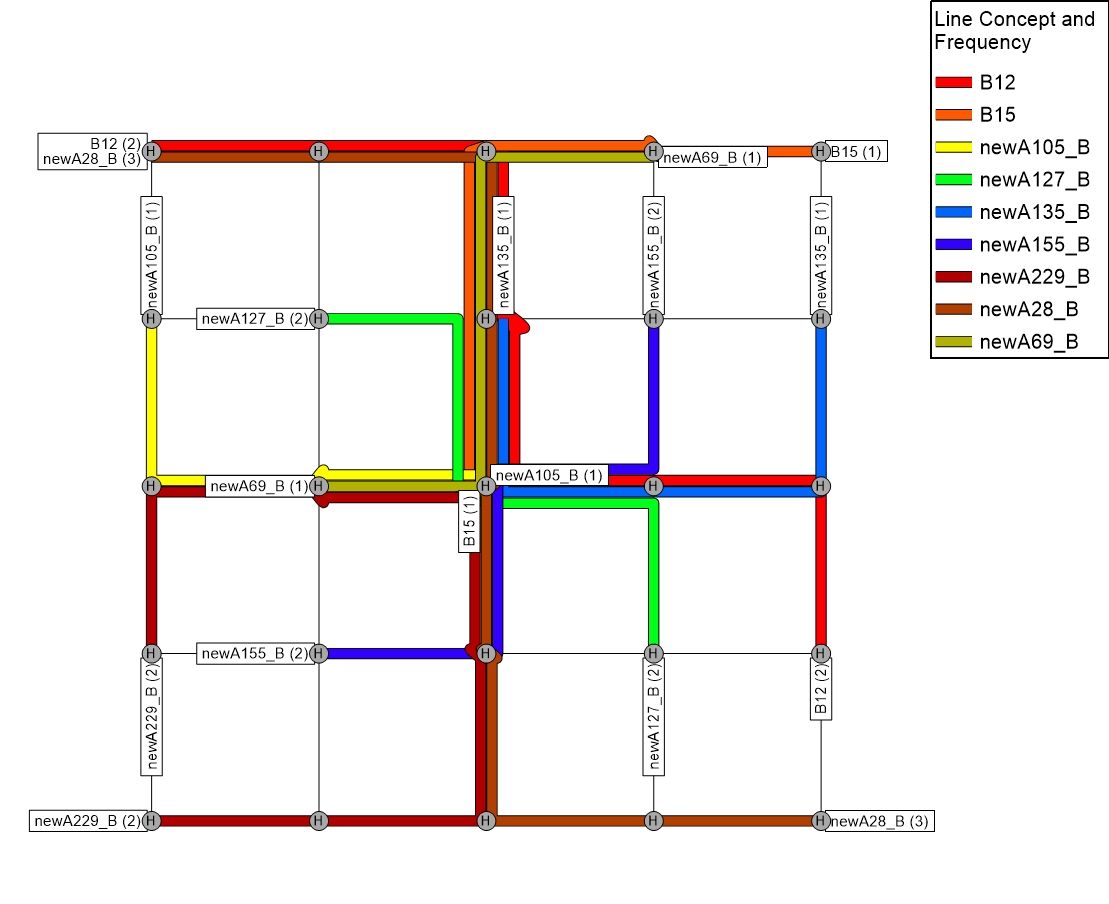 Line Concept and
Frequency
B12
B15
newA105_B
newA127_B
newA135_B
newA155_B
newA229_B
newA28_B
newA69_B
B12 (2)
newA28_B (3)
H
H
H
H
newA69_B (1)
H
B15 (1)
newA105_B (1)
newA135_B (1)
newA155_B (2)
newA135_B (1)
H
newA127_B (2)
H
H
H
H
H
newA69_B (1)
H
H
newA105_B (1)
H
H
B15 (1)
H
newA155_B (2)
H
H
H
H
newA229_B (2)
newA127_B (2)
B12 (2)
newA229_B (2)
H
H
H
H
H
newA28_B (3)